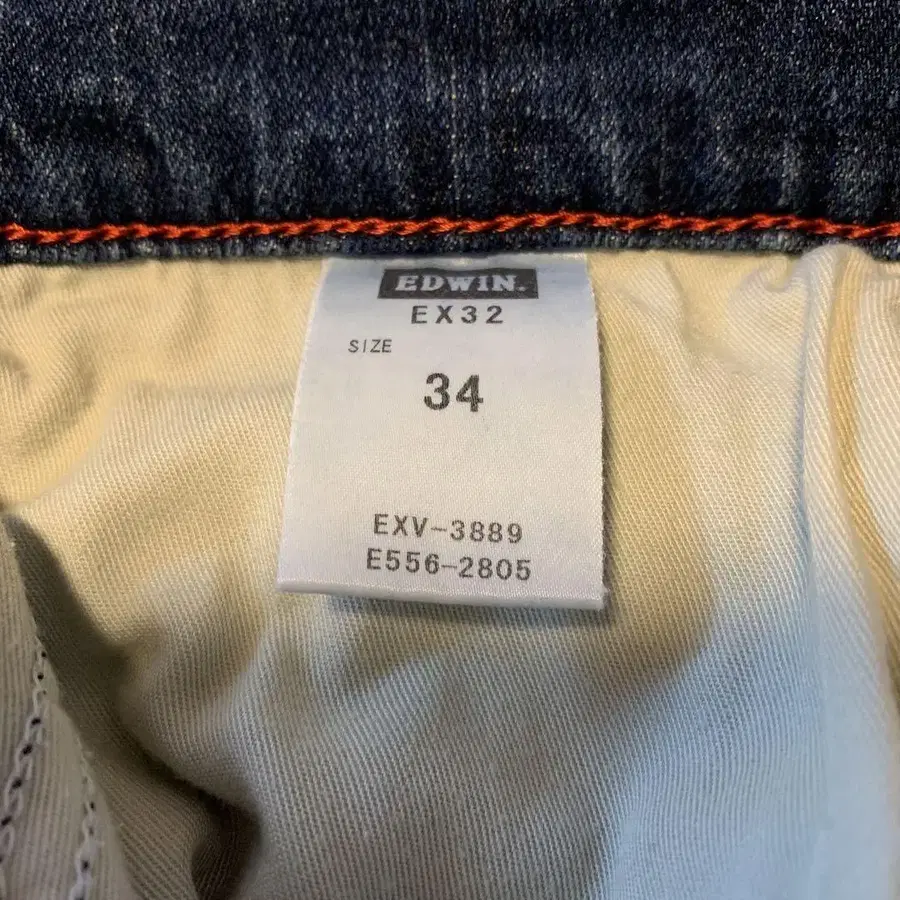 EDWIN.
EX32
SIZE
34
EXV-3889
E556-2805